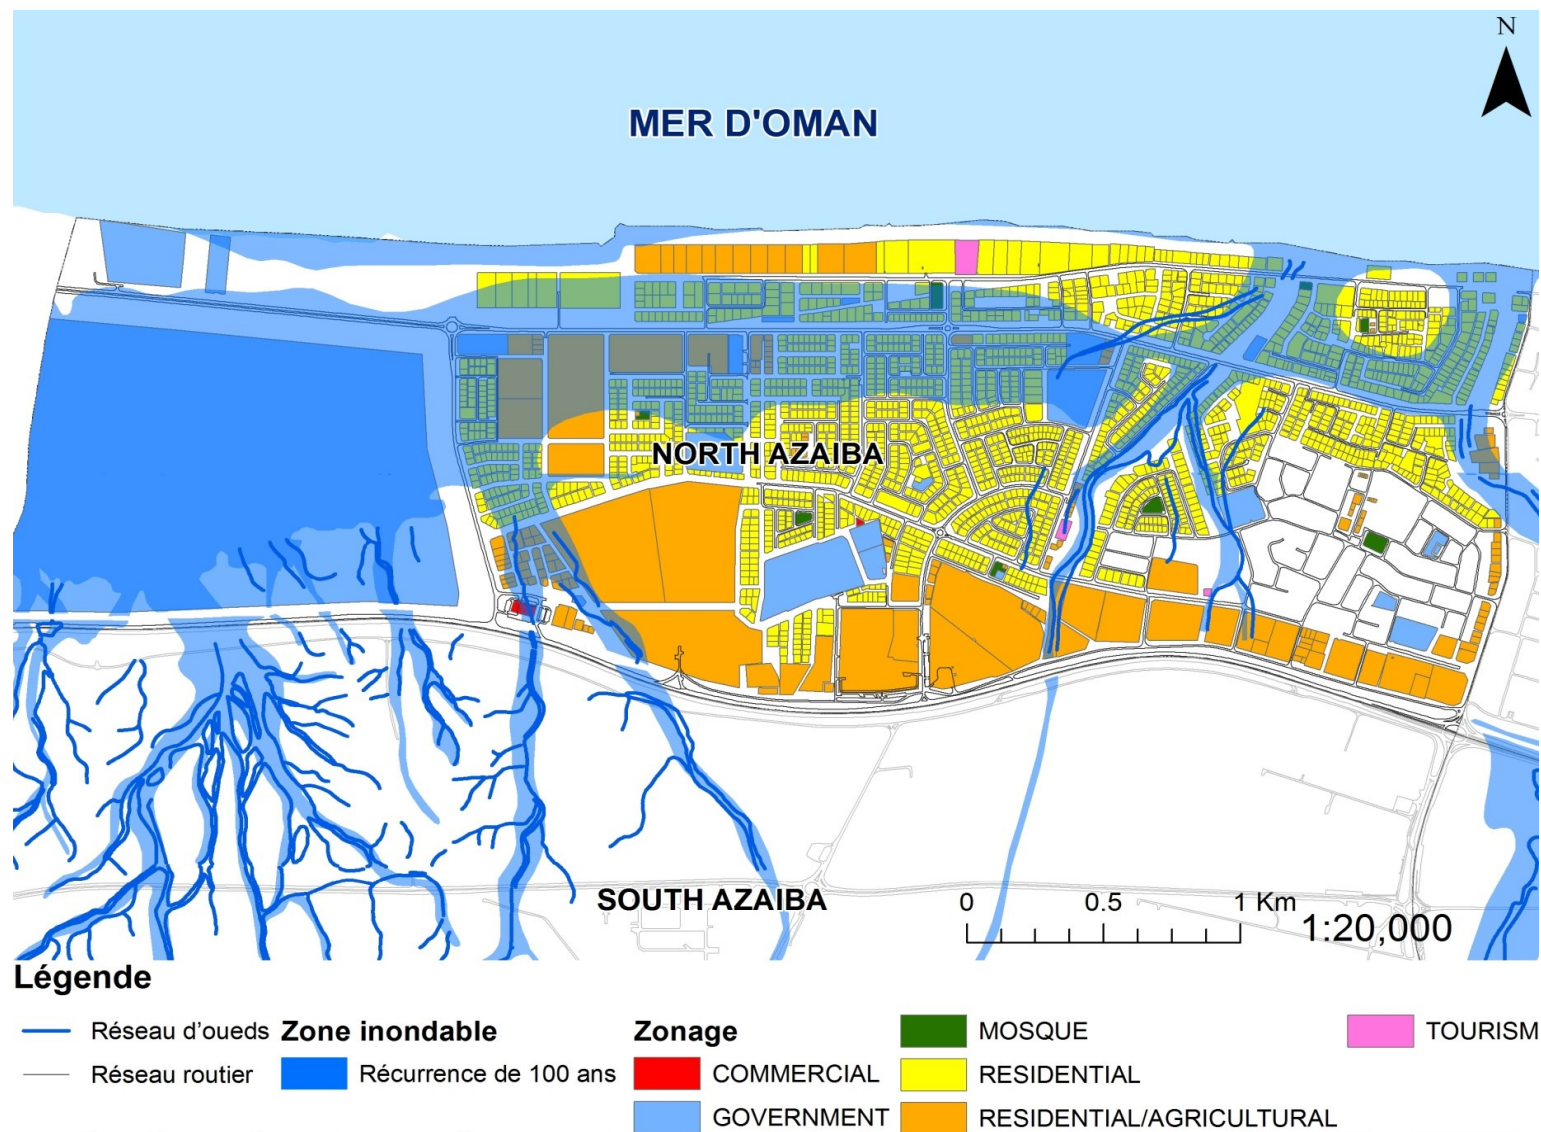 N
MER D'OMAN
NORTH AZAIBA
SOUTH AZAIBA
0 0.5 1 Km
1:20,000
Légende
Réseau d’oueds
Réseau routier
Zone inondable
Récurrence de 100 ans
Zonage
COMMERCIAL
GOVERNMENT
MOSQUE
RESIDENTIAL
RESIDENTIAL/AGRICULTURAL
TOURISM